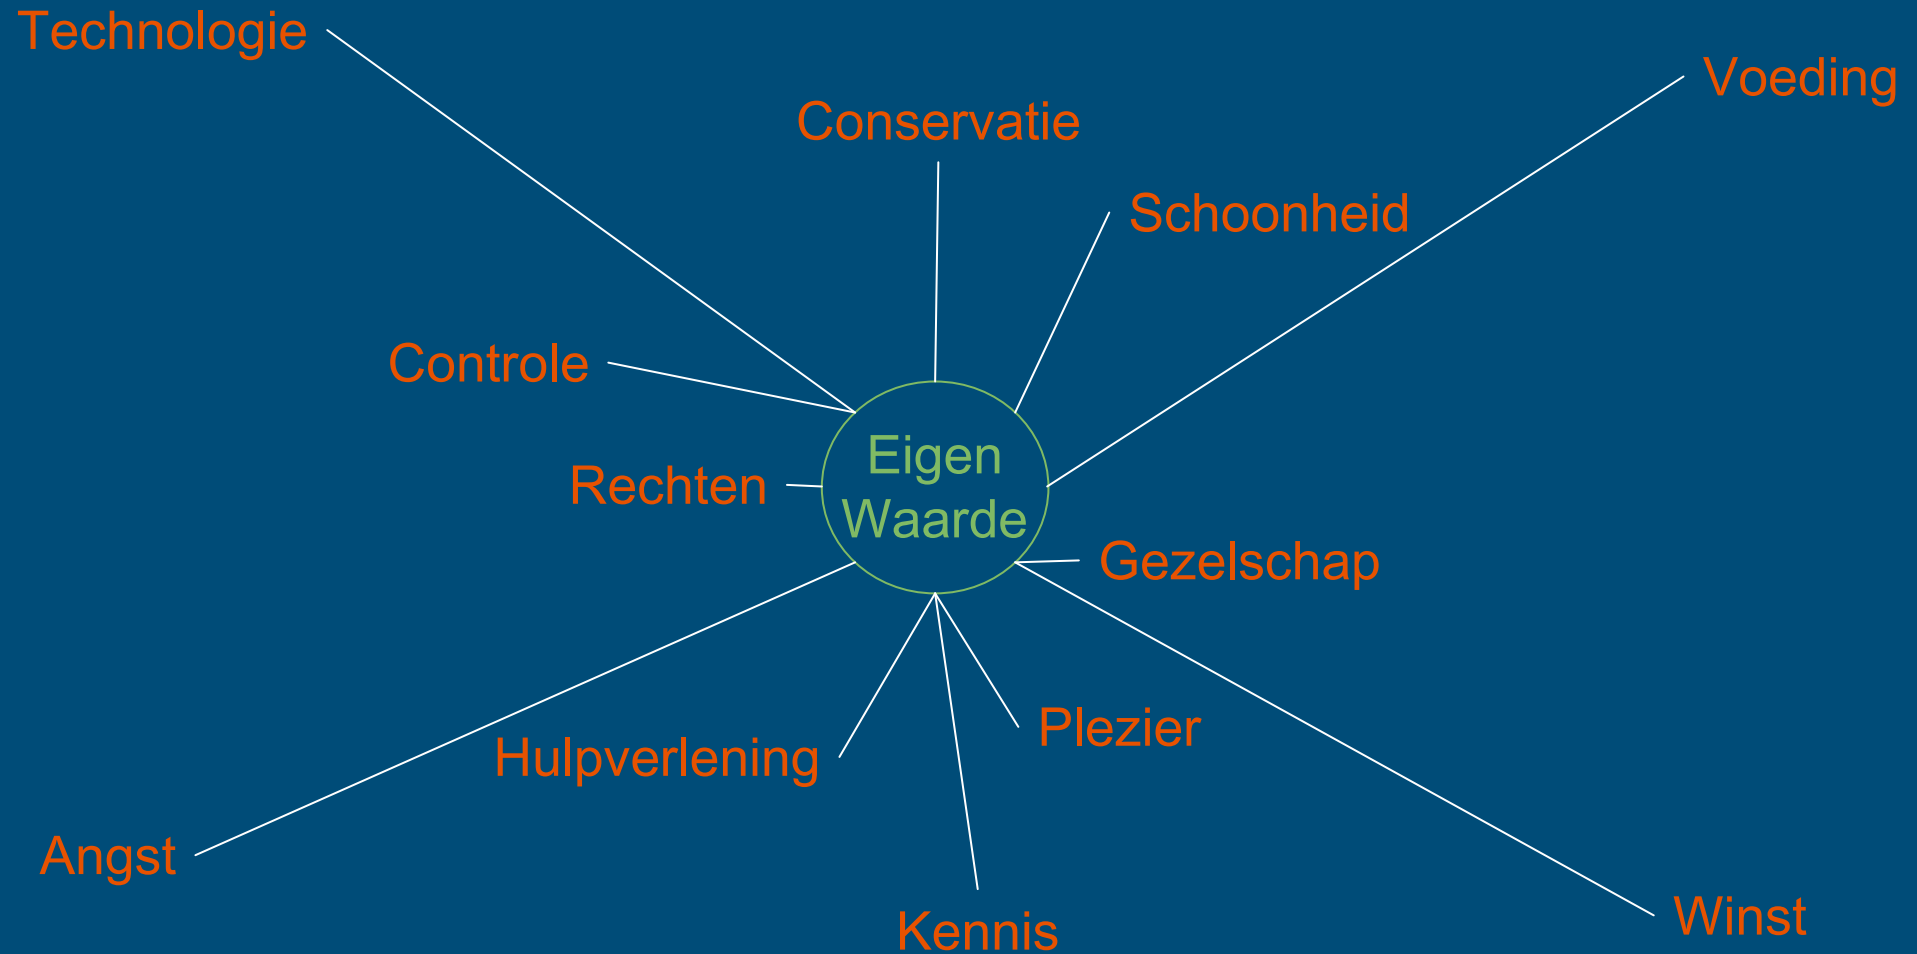 Technologie
Voeding
Conservatie
Schoonheid
Controle
Eigen
Waarde
Rechten
Gezelschap
Plezier
Hulpverlening
Angst
Winst
Kennis